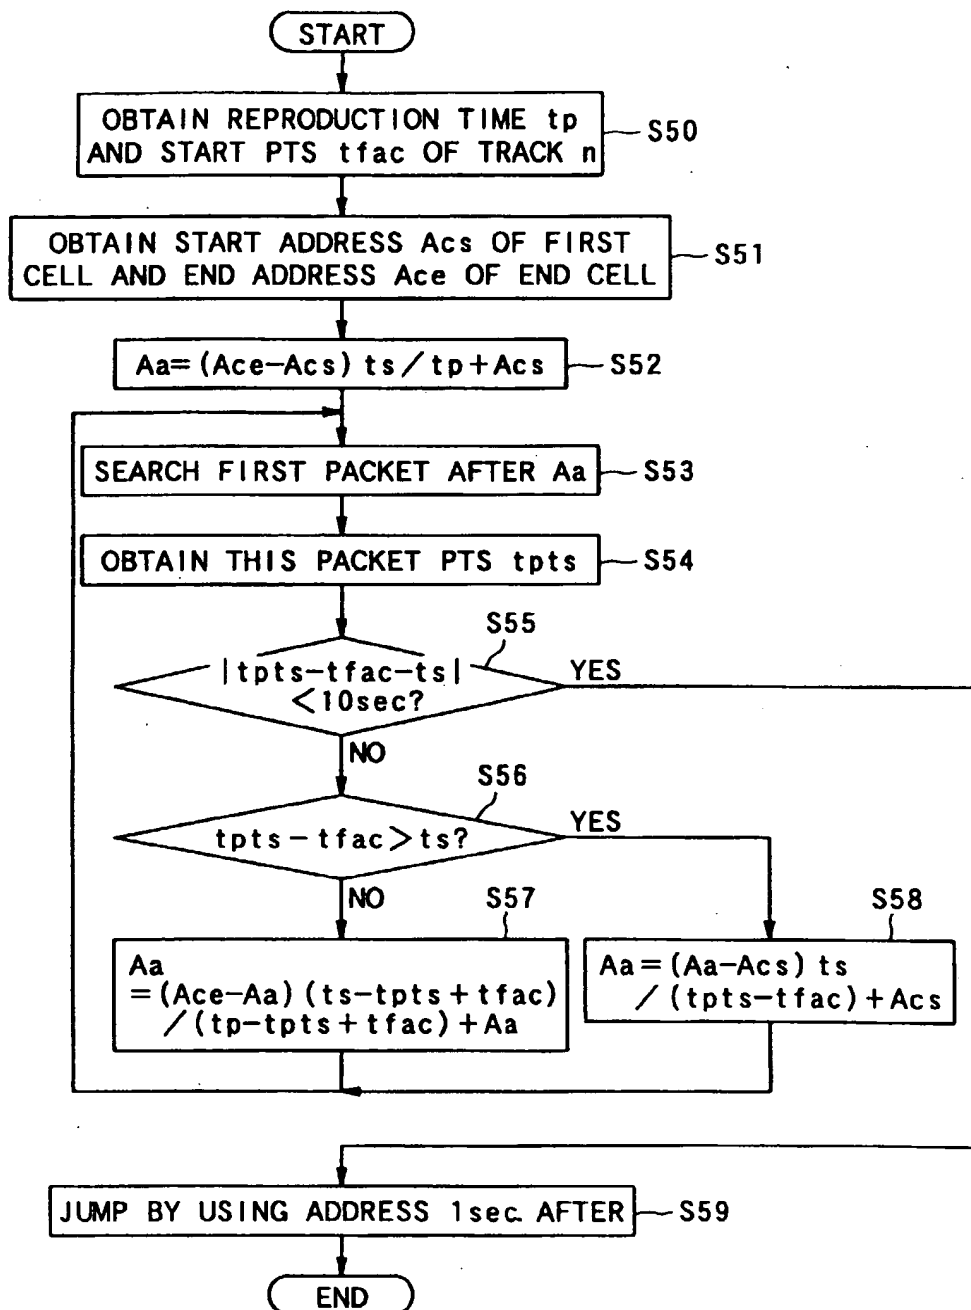 START
OBTAIN REPRODUCTION TIME tp
AND START PTS tfac OF TRACK n
S50
OBTAIN START ADDRESS Acs OF FIRST
CELL AND END ADDRESS Ace OF END CELL
S51
Aa=(Ace-Acs) ts/tp+Acs
S52
SEARCH FIRST PACKET AFTER Aa
S53
OBTAIN THIS PACKET PTS tpts
S54
S55
|tpts-tfac-ts|
<10sec?
YES
NO
S56
tpts-tfac>ts?
YES
NO
S57
Aa
=(Ace-Aa) (ts-tpts+tfac)
/(tp-tpts+tfac)+Aa
S58
Aa=(Aa-Acs) ts
/(tpts-tfac)+Acs
JUMP BY USING ADDRESS 1sec. AFTER
S59
END